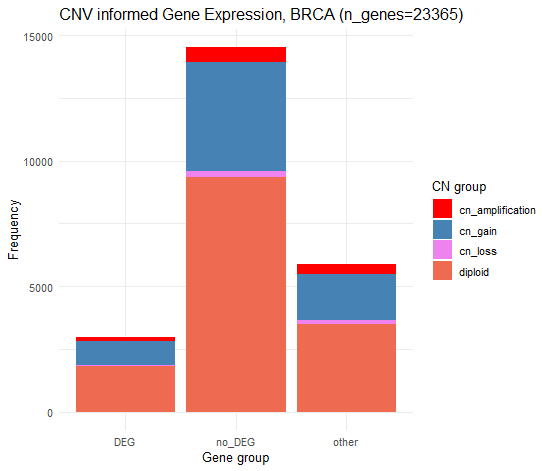 CNV informed Gene Expression, BRCA (n_genes=23365)
Frequency
15000
10000
5000
0
DEG
no_DEG
other
Gene group
CN group
cn_amplification
cn_gain
cn_loss
diploid